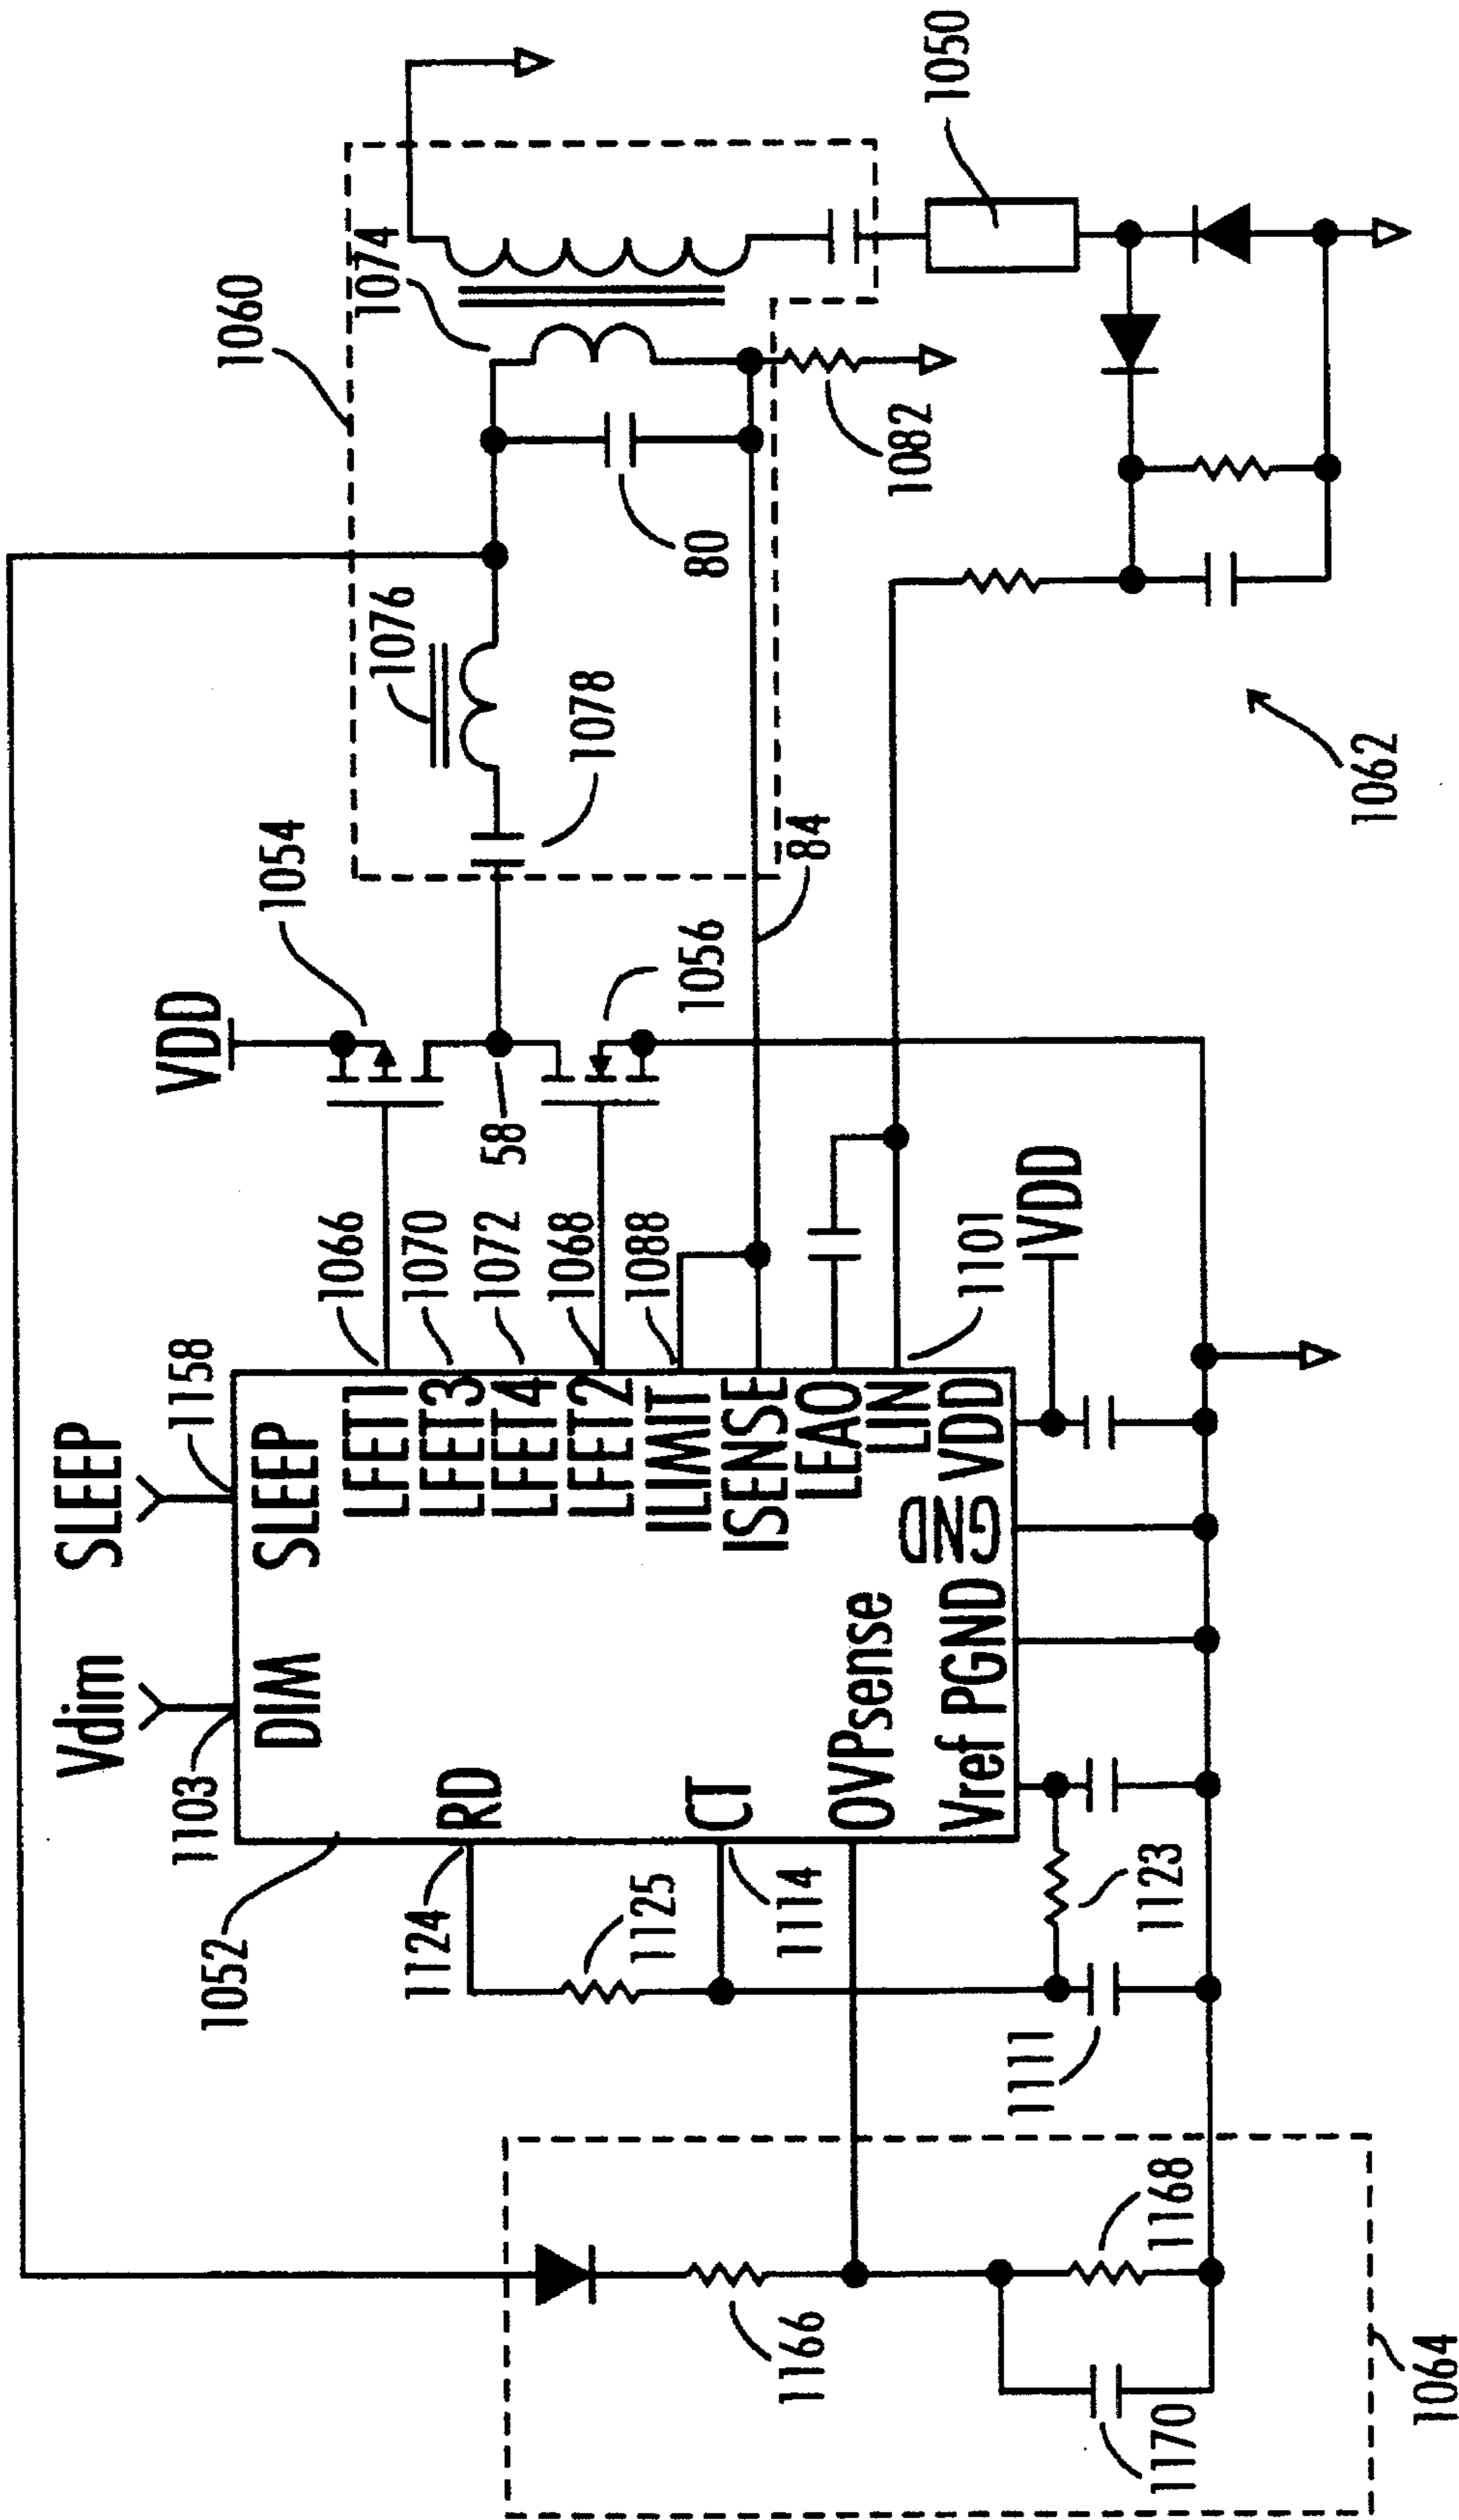 1060
1074
1050
1076
1078
80
1082
84
1062
VDD
1054
1056
58
1066
1070
1072
1068
1088
1101
SLEEP
1158
Vdim
1103
1052
DIM
SLEEP
LFET1
LFET3
LFET4
LFET2
ILIMIT
ISENSE
LEAO
LIN
RD
CT
OVPsense
Vref
PGND
GND
VDD
VDD
1124
1125
1114
1111
1123
1166
1168
1170
1064